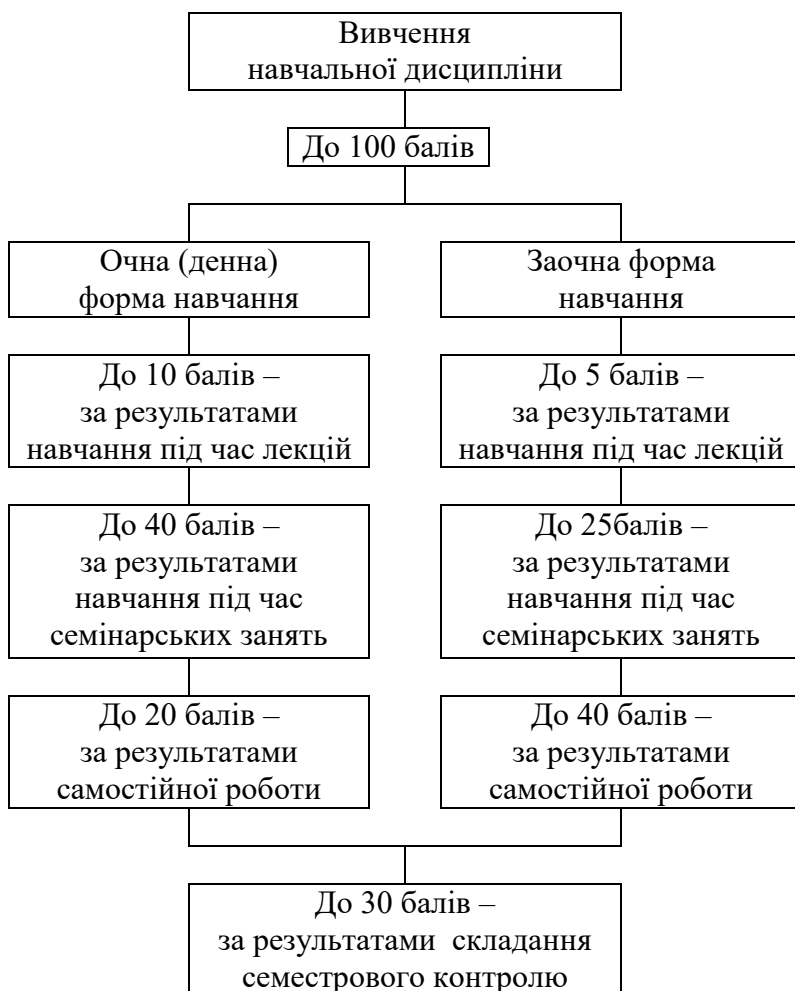 Вивчення
навчальної дисципліни
До 100 балів
Очна (денна)
форма навчання
Заочна форма
навчання
До 10 балів –
за результатами
навчання під час лекцій
До 5 балів –
за результатами
навчання під час лекцій
До 40 балів –
за результатами
навчання під час
семінарських занять
До 25балів –
за результатами
навчання під час
семінарських занять
До 20 балів –
за результатами
самостійної роботи
До 40 балів –
за результатами
самостійної роботи
До 30 балів –
за результатами складання
семестрового контролю